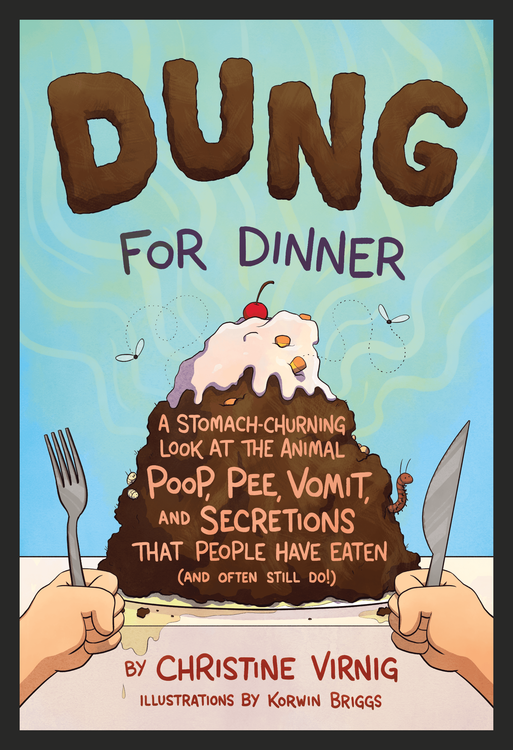 DUNG
FOR DINNER
A STOMACH-CHURNING
LOOK AT THE ANIMAL
POOP, PEE, VOMIT,
AND SECRETIONS
THAT PEOPLE HAVE EATEN
(AND OFTEN STILL DO!)
BY CHRISTINE VIRNIG
ILLUSTRATIONS BY KORWIN BRIGGS